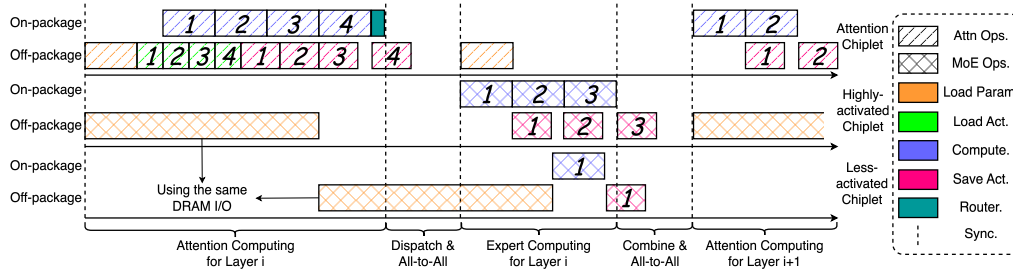 On-package 1 2 3 4 1 2
Off-package 1 2 3 4 1 2 3 4 1 2
Attention
Chiplet
On-package 1 2 3
Off-package 1 2 3
Highly-
activated
Chiplet
On-package 1
Off-package 1
Using the same
DRAM I/O
Less-
activated
Chiplet
Attention Computing
for Layer i
Dispatch &
All-to-All
Expert Computing
for Layer i
Combine &
All-to-All
Attention Computing
for Layer i+1
Attn Ops.
MoE Ops.
Load Param
Load Act.
Compute.
Save Act.
Router.
Sync.